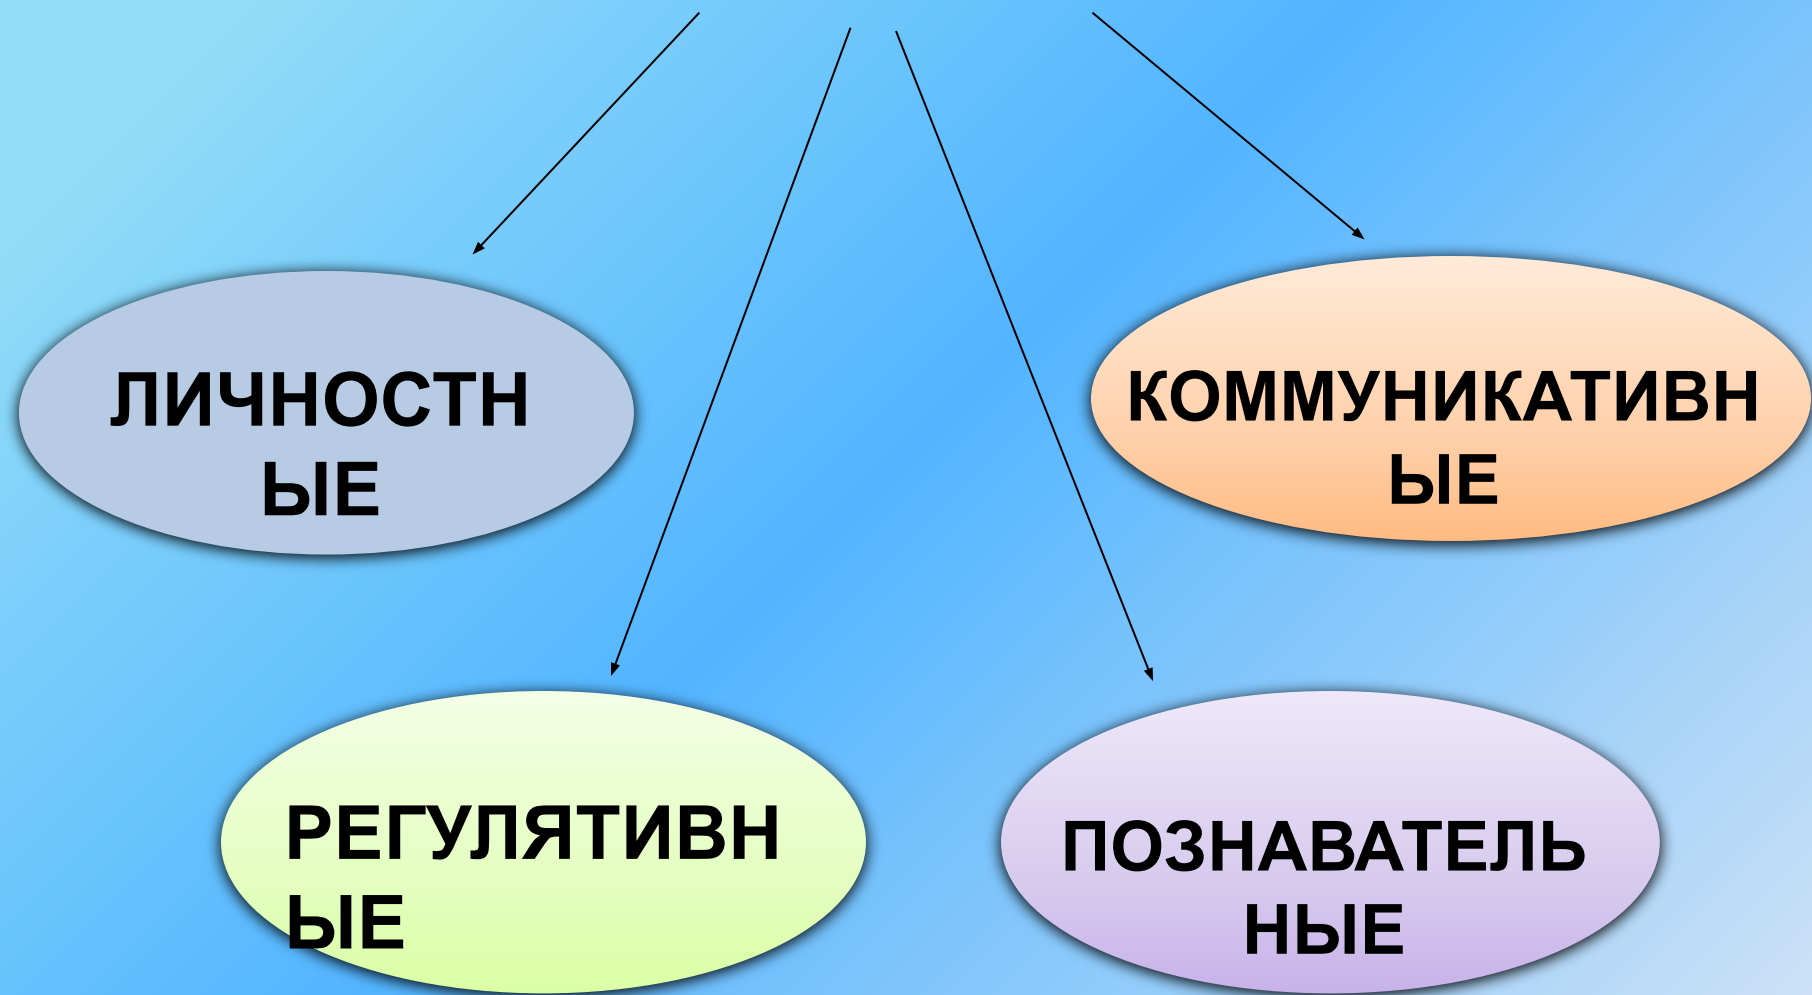 ЛИЧНОСТН
ЫЕ
КОММУНИКАТИВН
ЫЕ
РЕГУЛЯТИВН
ЫЕ
ПОЗНАВАТЕЛЬ
НЫЕ